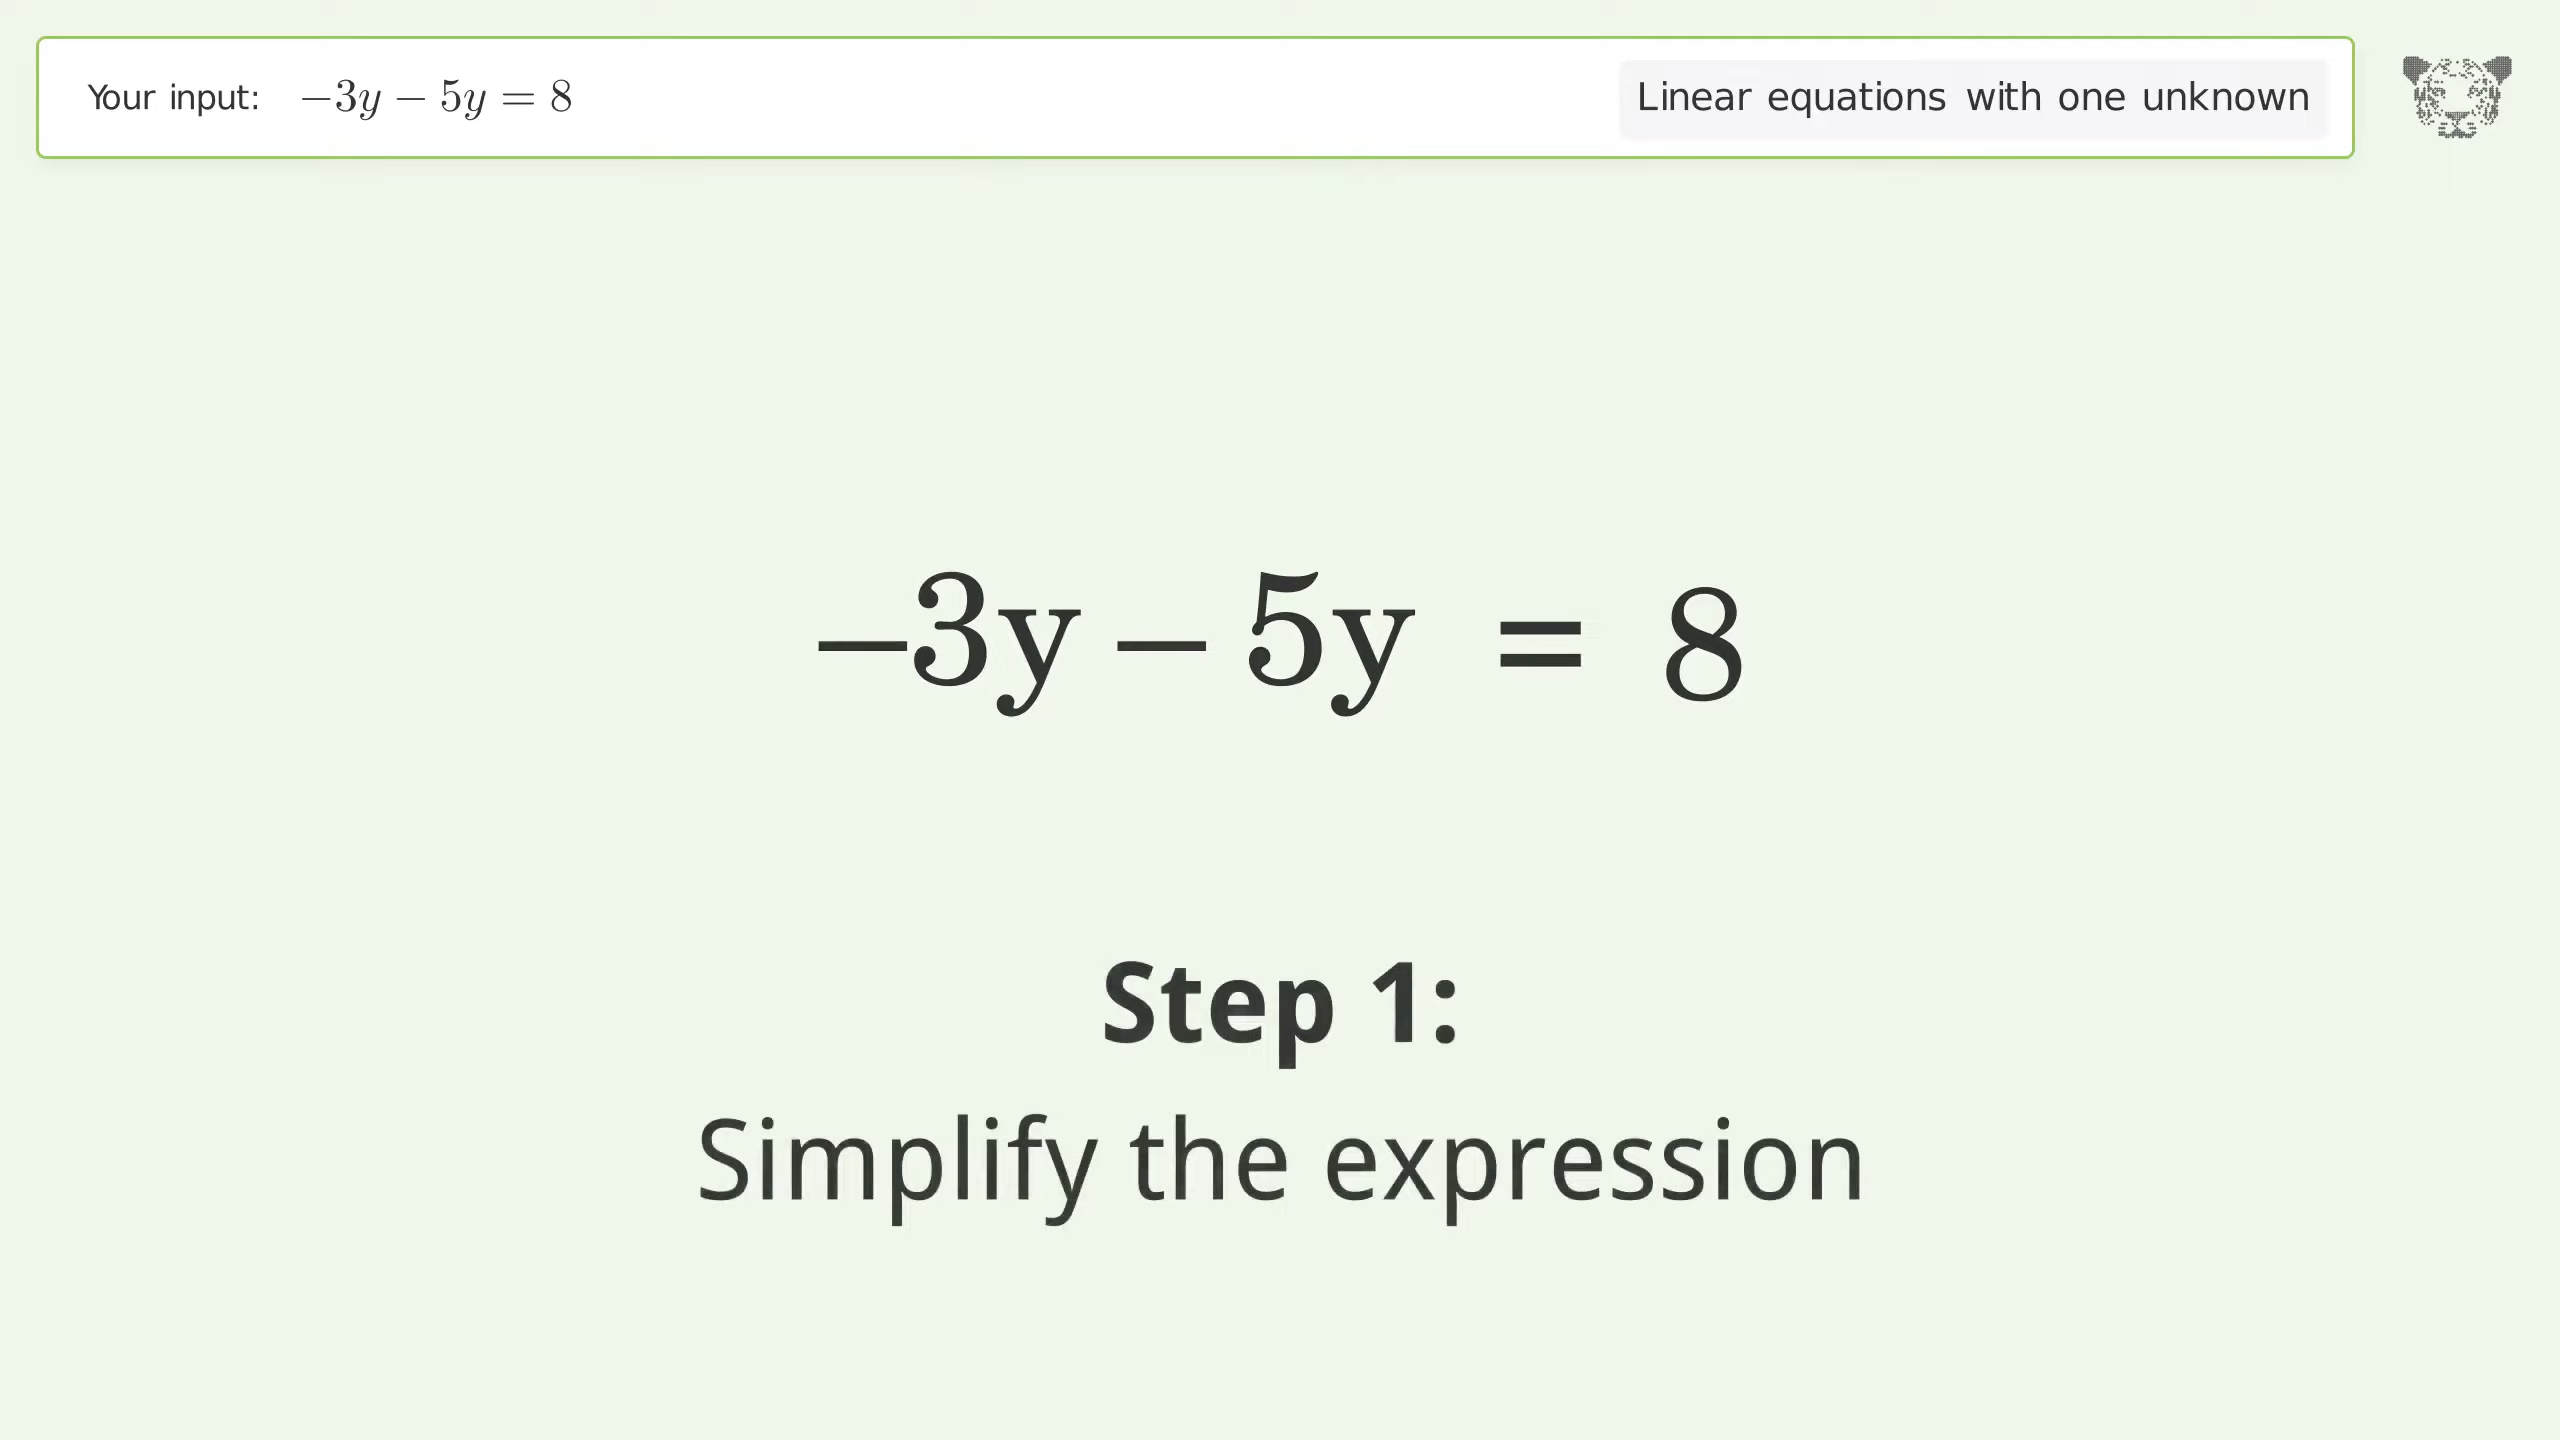 Your input: −3y − 5y = 8
Linear equations with one unknown
−3y − 5y = 8
Step 1:
Simplify the expression